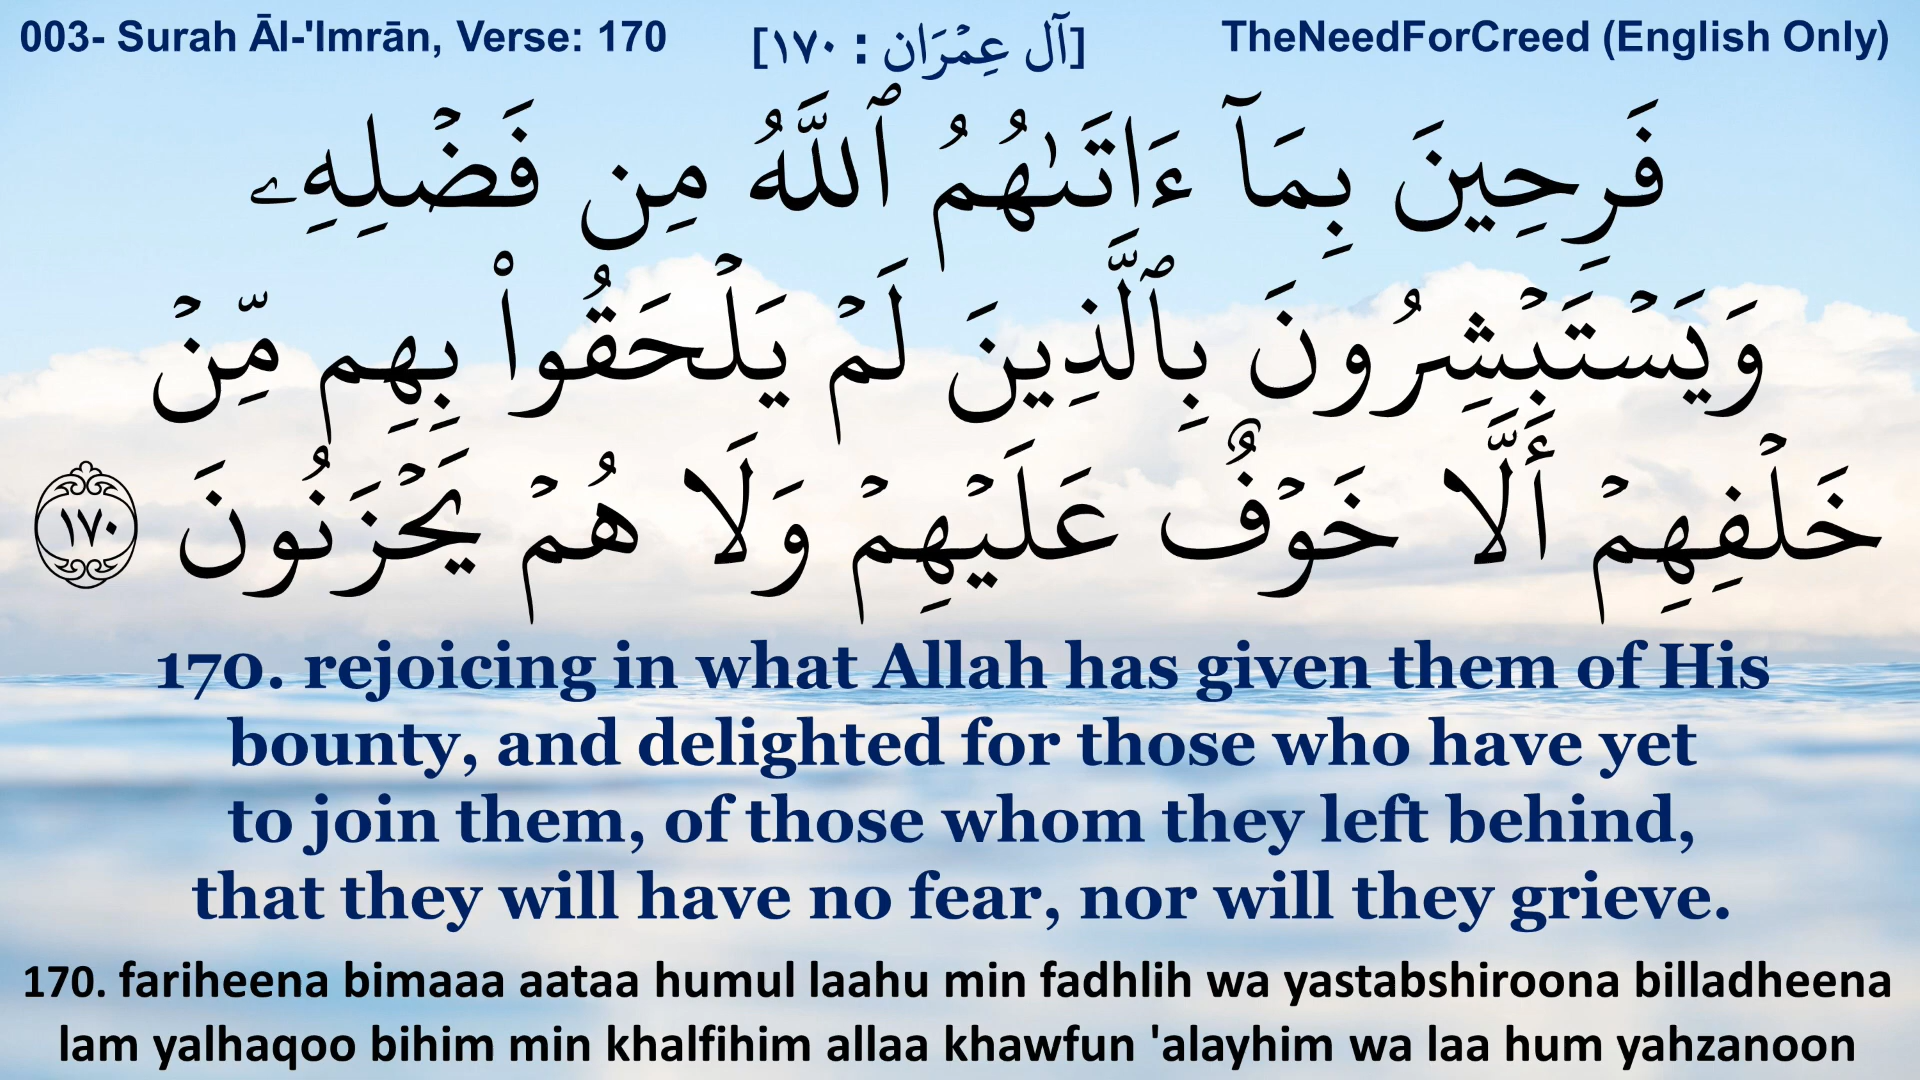 003- Surah Āl-'Imrān, Verse: 170
[آل عِمۡرَان : ١٧٠]
TheNeedForCreed (English Only)
فَرِحِينَ بِمَآ ءَاتَىٰهُمُ ٱللَّهُ مِن فَضۡلِهِۦ
وَيَسۡتَبۡشِرُونَ بِٱلَّذِينَ لَمۡ يَلۡحَقُواْ بِهِم مِّنۡ
خَلۡفِهِمۡ أَلَّا خَوۡفٌ عَلَيۡهِمۡ وَلَا هُمۡ يَحۡزَنُونَ ١٧٠
170. rejoicing in what Allah has given them of His
bounty, and delighted for those who have yet
to join them, of those whom they left behind,
that they will have no fear, nor will they grieve.
170. fariheena bimaaa aataa humul laahu min fadhlih wa yastabshiroona billadheena
lam yalhaqoo bihim min khalfihim allaa khawfun 'alayhim wa laa hum yahzanoon